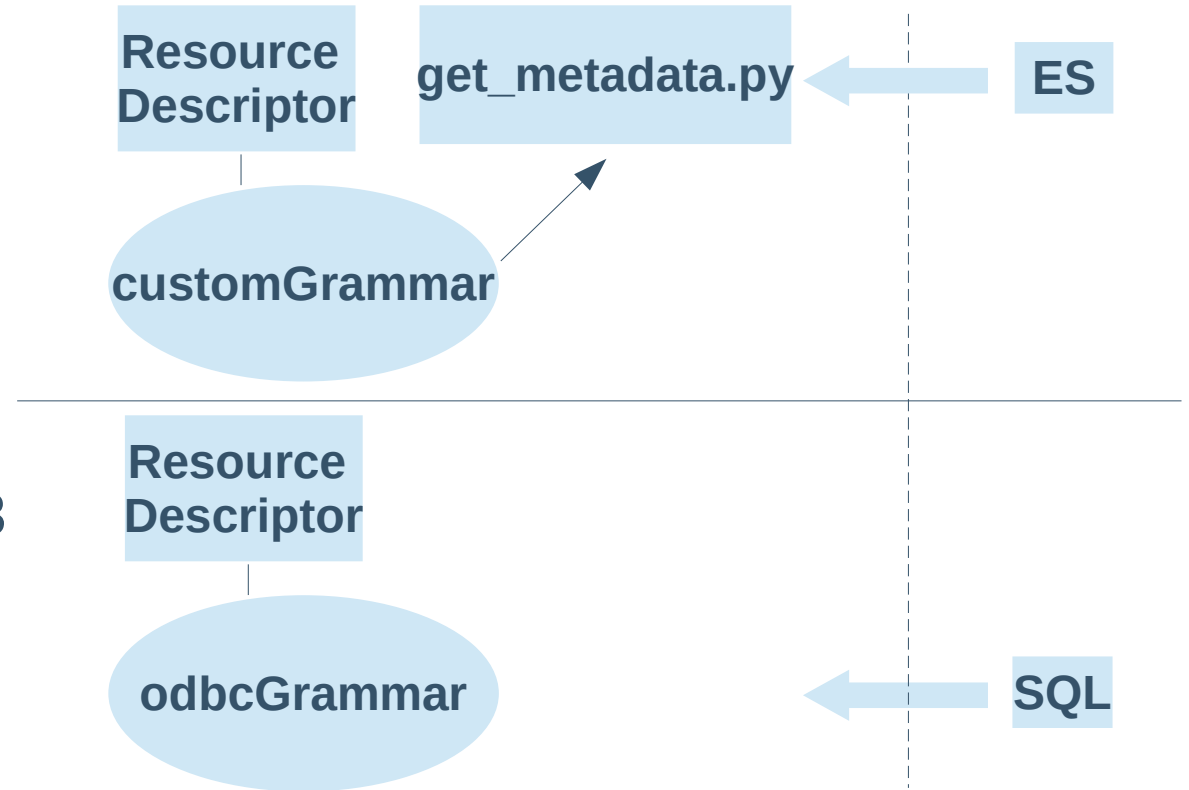 Resource
Descriptor
get_metadata.py
ES
customGrammar
Resource
Descriptor
odbcGrammar
SQL